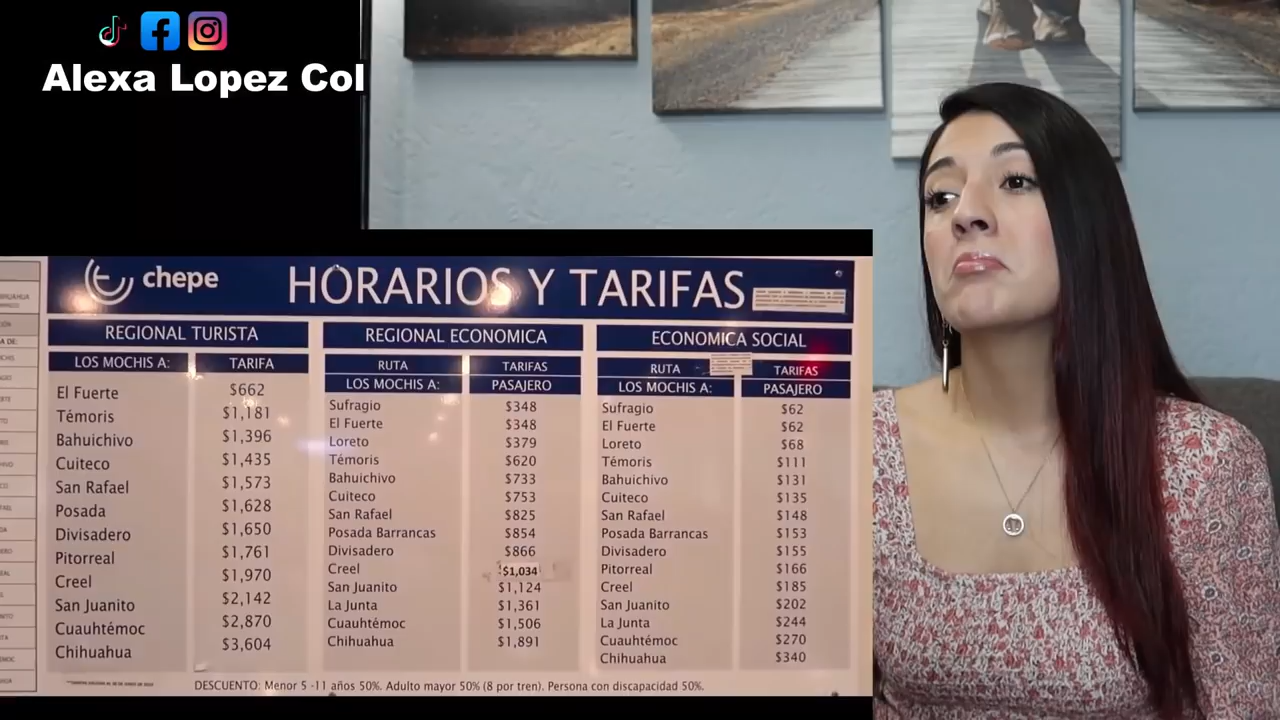 Alexa Lopez Col
chepe
HORARIOS Y TARIFAS
REGIONAL TURISTA
LOS MOCHIS A: TARIFA
El Fuerte $662
Témoris $1,181
Bahuichivo $1,396
Cuiteco $1,435
San Rafael $1,573
Posada $1,628
Divisadero $1,650
Pitorreal $1,761
Creel $1,970
San Juanito $2,142
Cuauhtémoc $2,870
Chihuahua $3,604
REGIONAL ECONOMICA
RUTA TARIFAS
LOS MOCHIS A: PASAJERO
Sufragio $348
El Fuerte $348
Loreto $379
Témoris $620
Bahuichivo $733
Cuiteco $753
San Rafael $825
Posada Barrancas $854
Divisadero $866
Creel $1,034
San Juanito $1,124
La Junta $1,361
Cuauhtémoc $1,506
Chihuahua $1,891
ECONOMICA SOCIAL
RUTA TARIFAS
LOS MOCHIS A: PASAJERO
Sufragio $62
El Fuerte $62
Loreto $68
Témoris $111
Bahuichivo $131
Cuiteco $135
San Rafael $148
Posada Barrancas $153
Divisadero $155
Pitorreal $166
Creel $185
San Juanito $202
La Junta $244
Cuauhtémoc $270
Chihuahua $340
DESCUENTO: Menor 5 -11 años 50%. Adulto mayor 50% (8 por tren). Persona con discapacidad 50%.